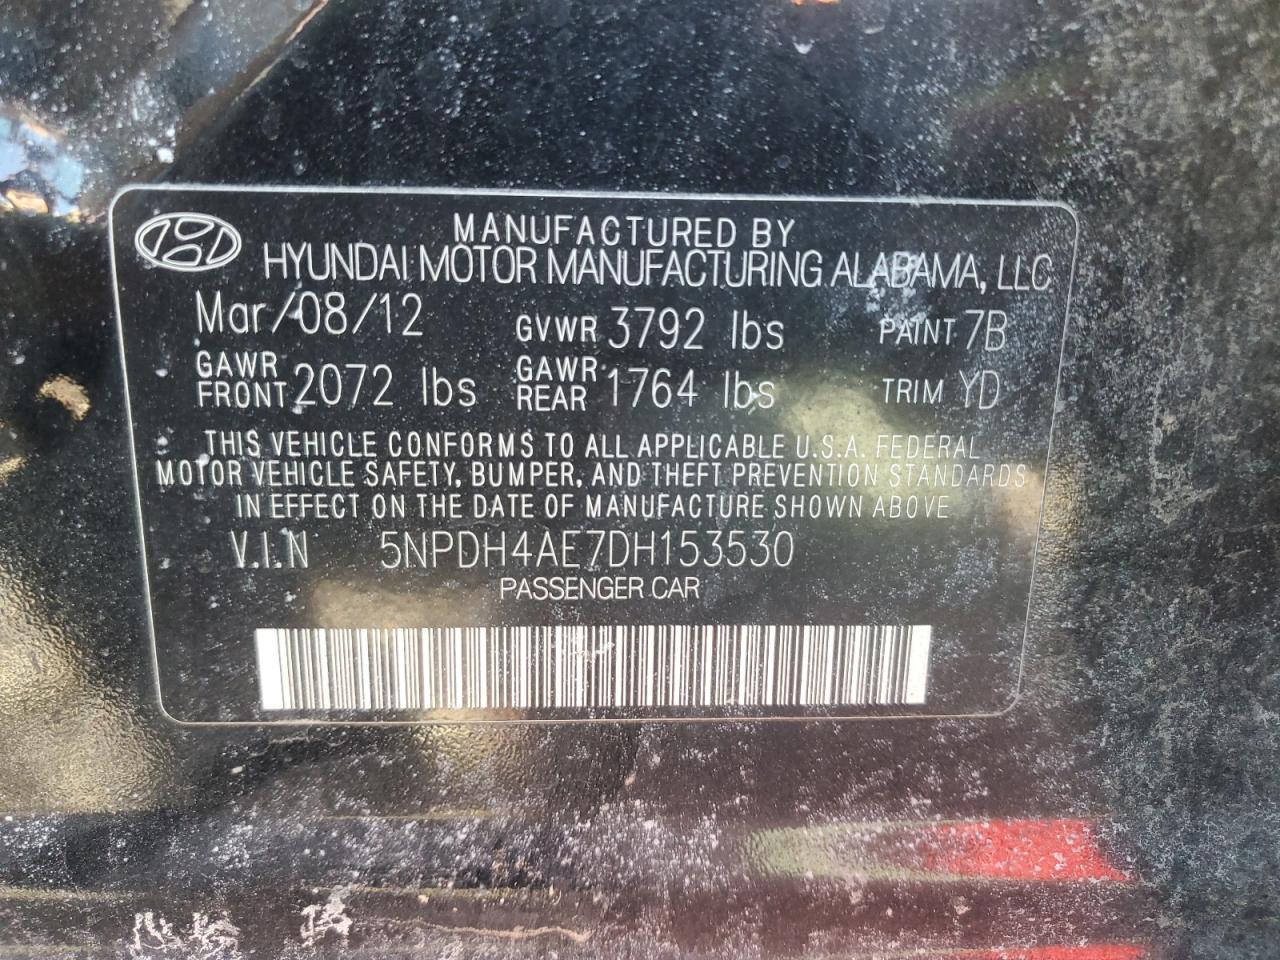 MANUFACTURED BY
HYUNDAI MOTOR MANUFACTURING ALABAMA, LLC
Mar/08/12 GVWR 3792 lbs PAINT 7B
GAWR FRONT 2072 lbs GAWR REAR 1764 lbs TRIM YD
THIS VEHICLE CONFORMS TO ALL APPLICABLE U.S.A. FEDERAL
MOTOR VEHICLE SAFETY, BUMPER, AND THEFT PREVENTION STANDARDS
IN EFFECT ON THE DATE OF MANUFACTURE SHOWN ABOVE
V.I.N 5NPDH4AE7DH153530
PASSENGER CAR